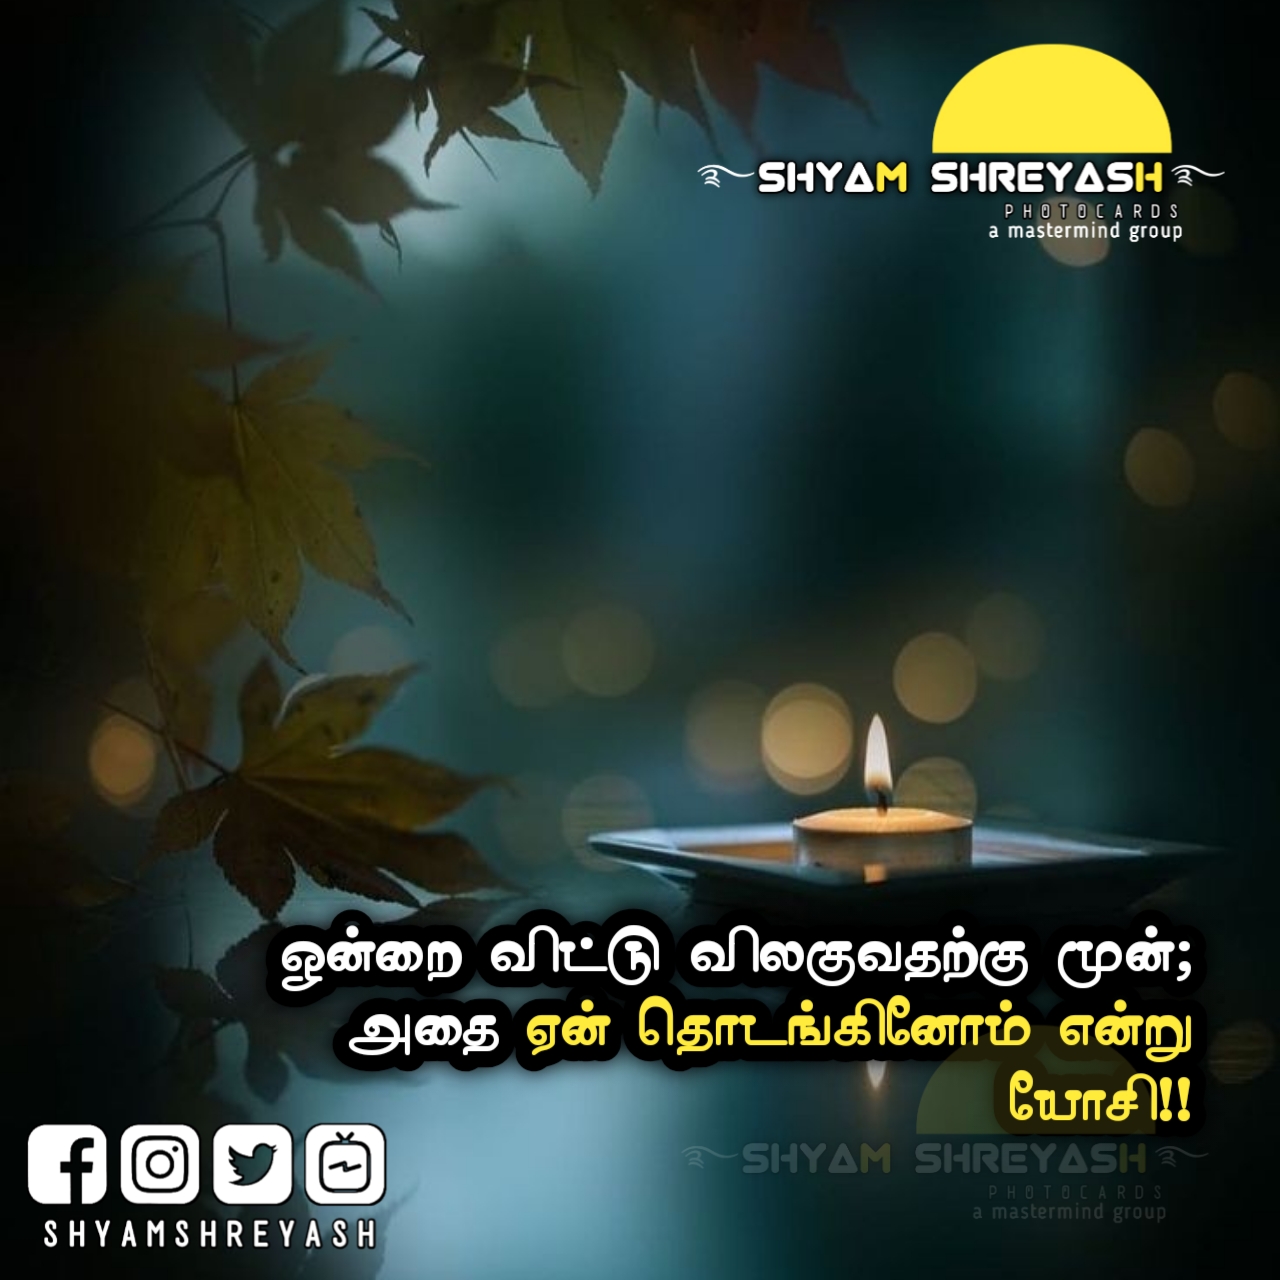 SHYAM SHREYASH
PHOTOCARDS
a mastermind group
ஒன்றை விட்டு விலகுவதற்கு முன்;
அதை ஏன் தொடங்கினோம் என்று
யோசி!!
SHYAM SHREYASH
PHOTOCARDS
a mastermind group
SHYAMSHREYASH